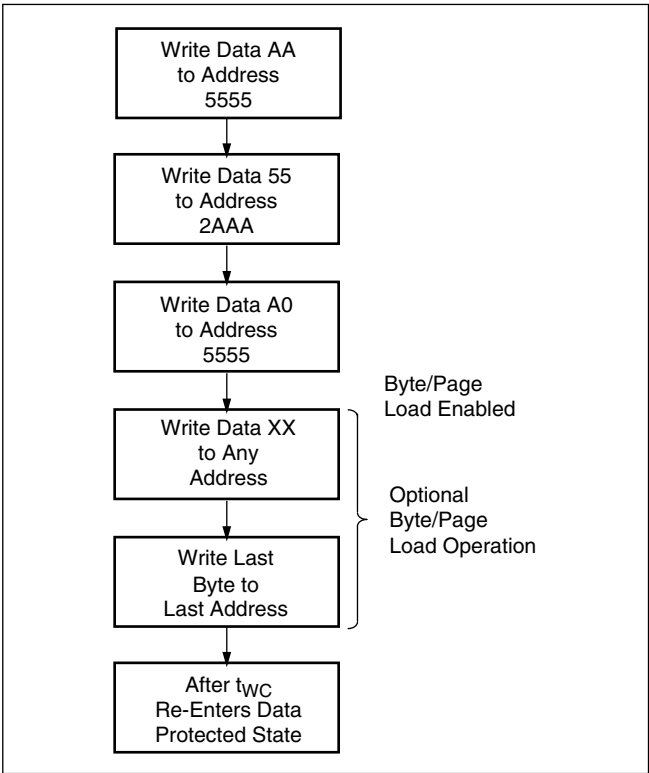 Write Data AA
to Address
5555
Write Data 55
to Address
2AAA
Write Data A0
to Address
5555
Byte/Page
Load Enabled
Write Data XX
to Any
Address
Optional
Byte/Page
Load Operation
Write Last
Byte to
Last Address
After tWC
Re-Enters Data
Protected State